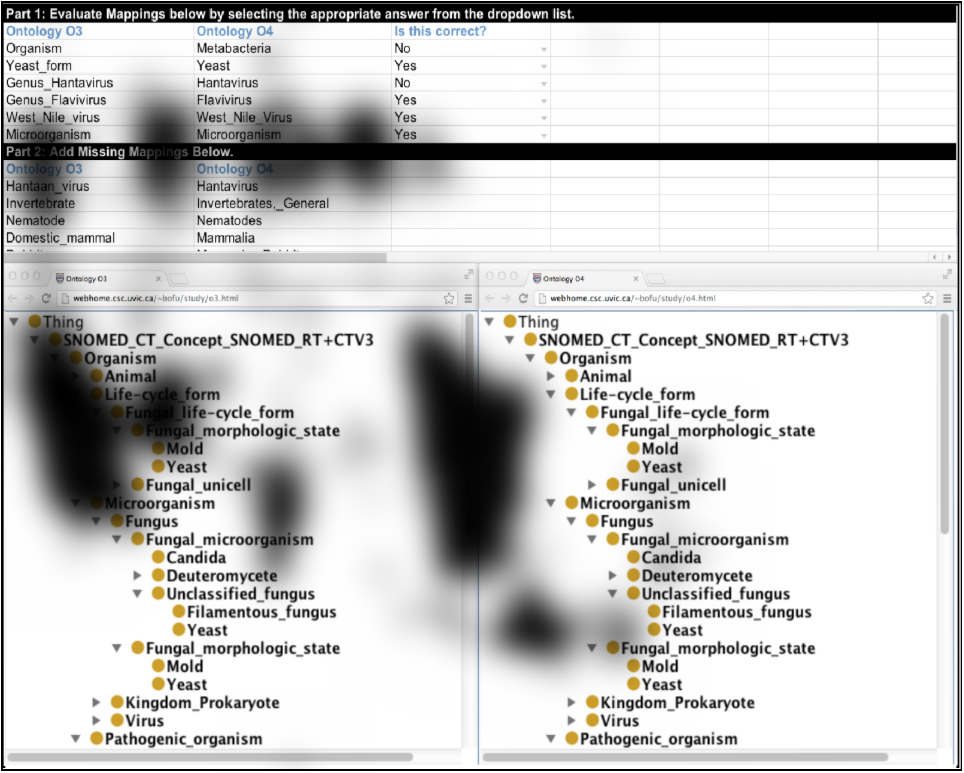 Part 1: Evaluate Mappings below by selecting the appropriate answer from the dropdown list.
Ontology O3 Ontology O4 Is this correct?
Organism Metabacteria No
Yeast_form Yeast Yes
Genus_Hantavirus Hantavirus No
Genus_Flavivirus Flavivirus Yes
West_Nile_virus West_Nile_Virus Yes
Microorganism Microorganism Yes
Part 2: Add Missing Mappings Below.
Ontology O3 Ontology O4
Hantaan_virus Hantavirus
Invertebrate Invertebrates,_General
Nematode Nematodes
Domestic_mammal Mammalia
Ontology O3
webhome.csc.uvic.ca/~bofu/study/o3.html
Thing
SNOMED_CT_Concept_SNOMED_RT+CTV3
Organism
Animal
Life-cycle_form
Fungal_life-cycle_form
Fungal_morphologic_state
Mold
Yeast
Fungal_unicell
Microorganism
Fungus
Fungal_microorganism
Candida
Deuteromycete
Unclassified_fungus
Filamentous_fungus
Yeast
Fungal_morphologic_state
Mold
Yeast
Kingdom_Prokaryote
Virus
Pathogenic_organism
Ontology O4
webhome.csc.uvic.ca/~bofu/study/o4.html
Thing
SNOMED_CT_Concept_SNOMED_RT+CTV3
Organism
Animal
Life-cycle_form
Fungal_life-cycle_form
Fungal_morphologic_state
Mold
Yeast
Fungal_unicell
Microorganism
Fungus
Fungal_microorganism
Candida
Deuteromycete
Unclassified_fungus
Filamentous_fungus
Yeast
Fungal_morphologic_state
Mold
Yeast
Kingdom_Prokaryote
Virus
Pathogenic_organism